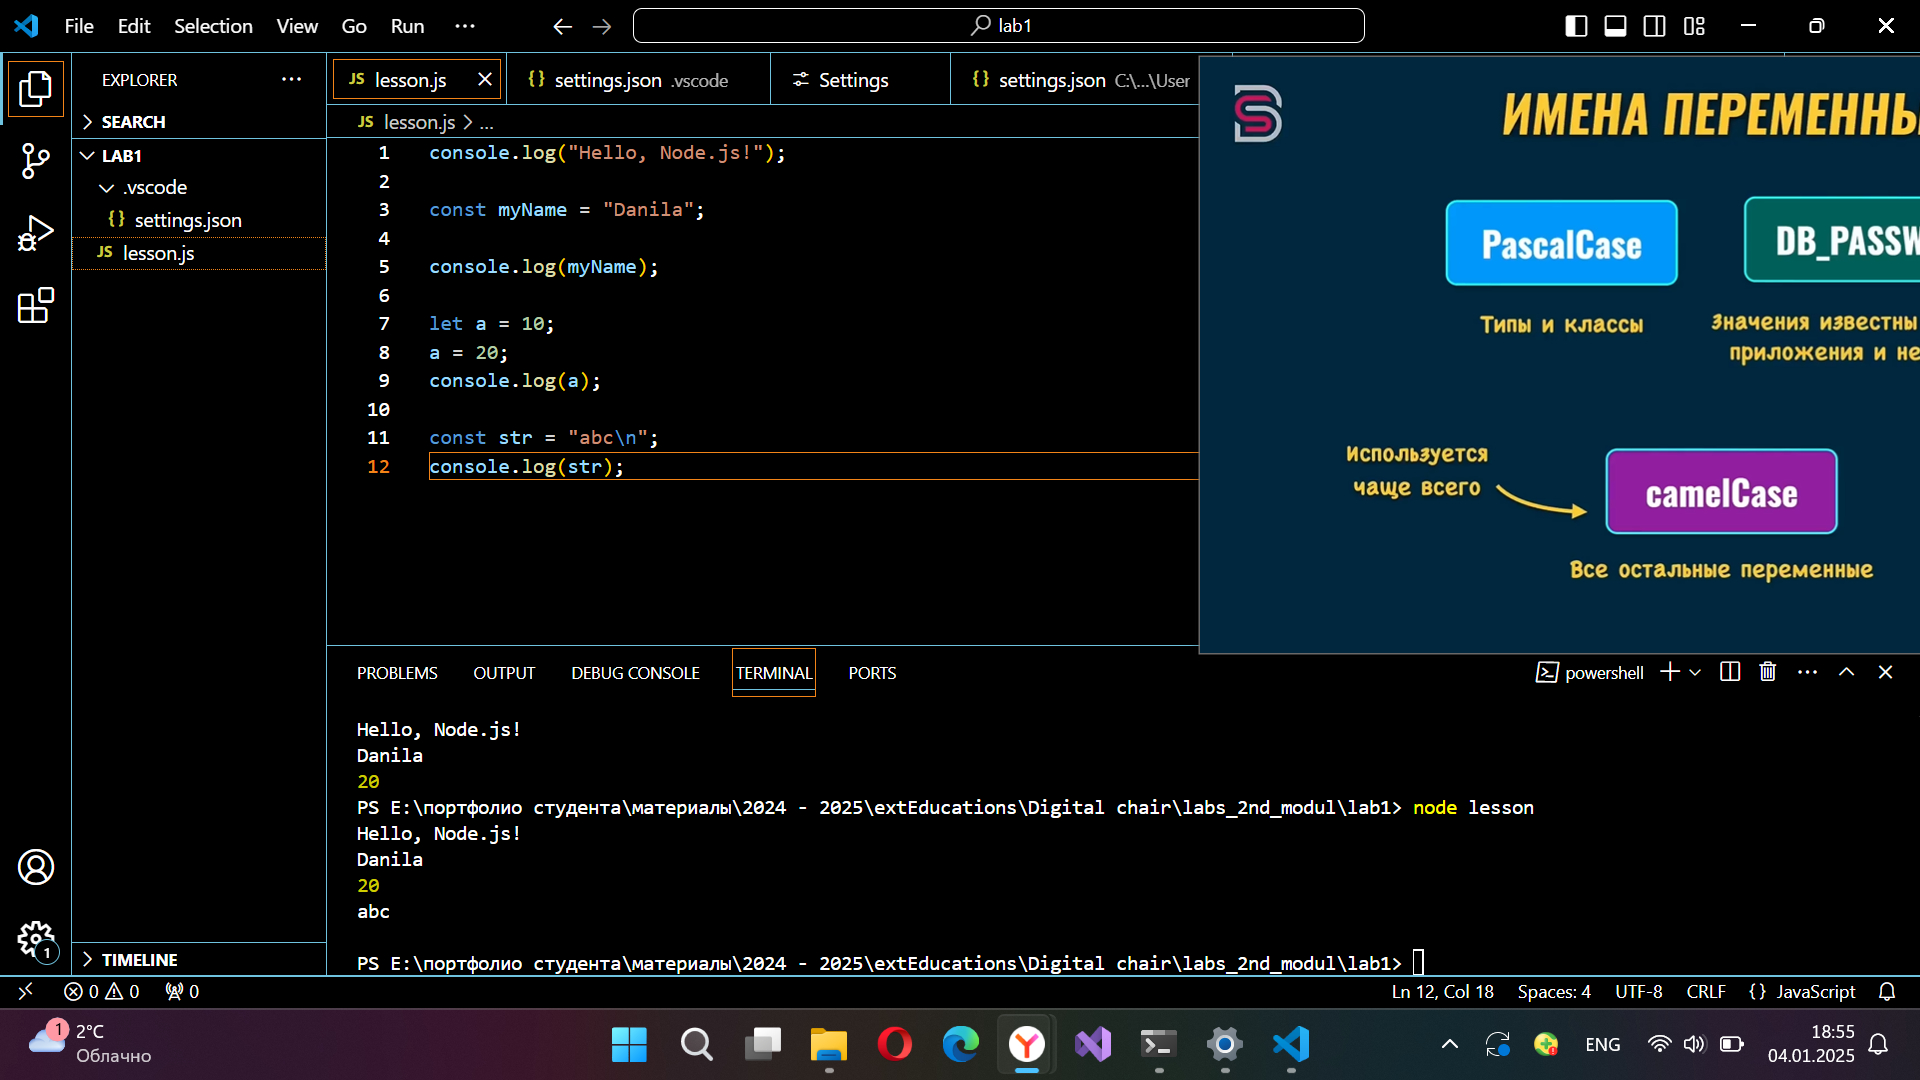 File Edit Selection View Go Run ...
lab1
EXPLORER
SEARCH
LAB1
.vscode
{} settings.json
JS lesson.js
TIMELINE
JS lesson.js
{} settings.json .vscode
Settings
{} settings.json C:\...\User
JS lesson.js > ...
1 console.log("Hello, Node.js!");
2
3 const myName = "Danila";
4
5 console.log(myName);
6
7 let a = 10;
8 a = 20;
9 console.log(a);
10
11 const str = "abc\n";
12 console.log(str);
ИМЕНА ПЕРЕМЕННЫ
PascalCase
Типы и классы
DB_PASSW
Значения известны
приложения и не
Используется
чаще всего
camelCase
Все остальные переменные
PROBLEMS OUTPUT DEBUG CONSOLE TERMINAL PORTS
powershell
Hello, Node.js!
Danila
20
PS E:\портфолио студента\материалы\2024 - 2025\extEducations\Digital chair\labs_2nd_modul\lab1> node lesson
Hello, Node.js!
Danila
20
abc
PS E:\портфолио студента\материалы\2024 - 2025\extEducations\Digital chair\labs_2nd_modul\lab1>
1
0 0 0
Ln 12, Col 18 Spaces: 4 UTF-8 CRLF {} JavaScript
1
2°C
Облачно
ENG
18:55
04.01.2025